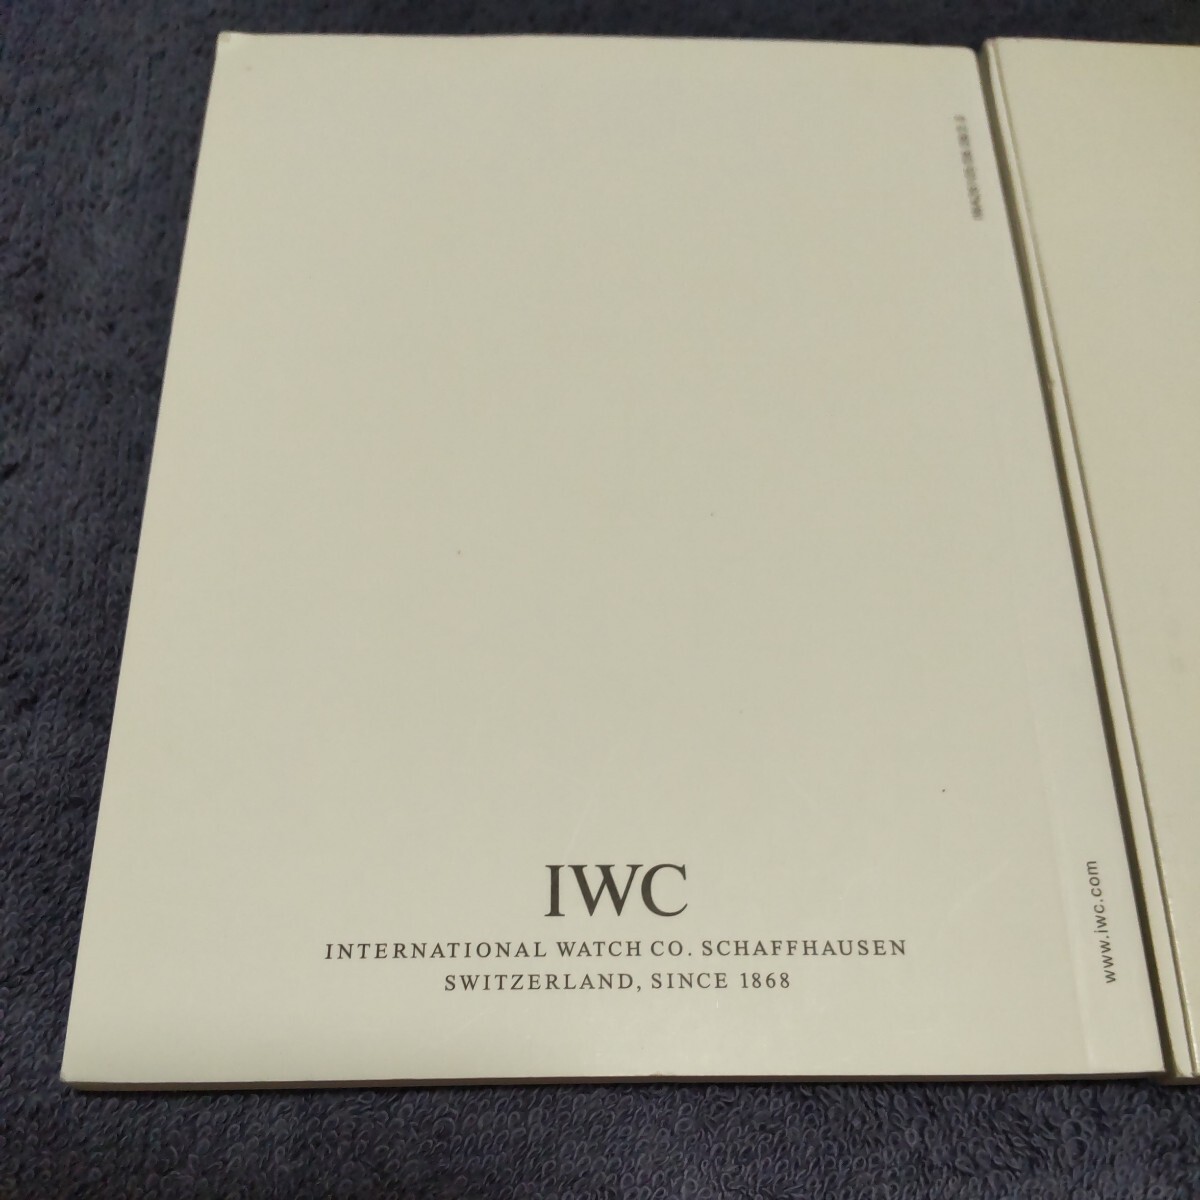 IWC
INTERNATIONAL WATCH CO. SCHAFFHAUSEN
SWITZERLAND, SINCE 1868
www.iwc.com